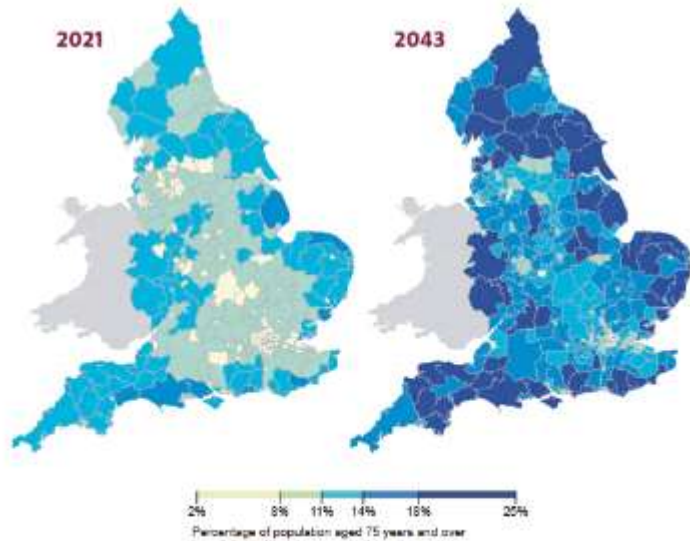 2021 2043
2% 8% 11% 14% 18% 25%
Percentage of population aged 75 years and over